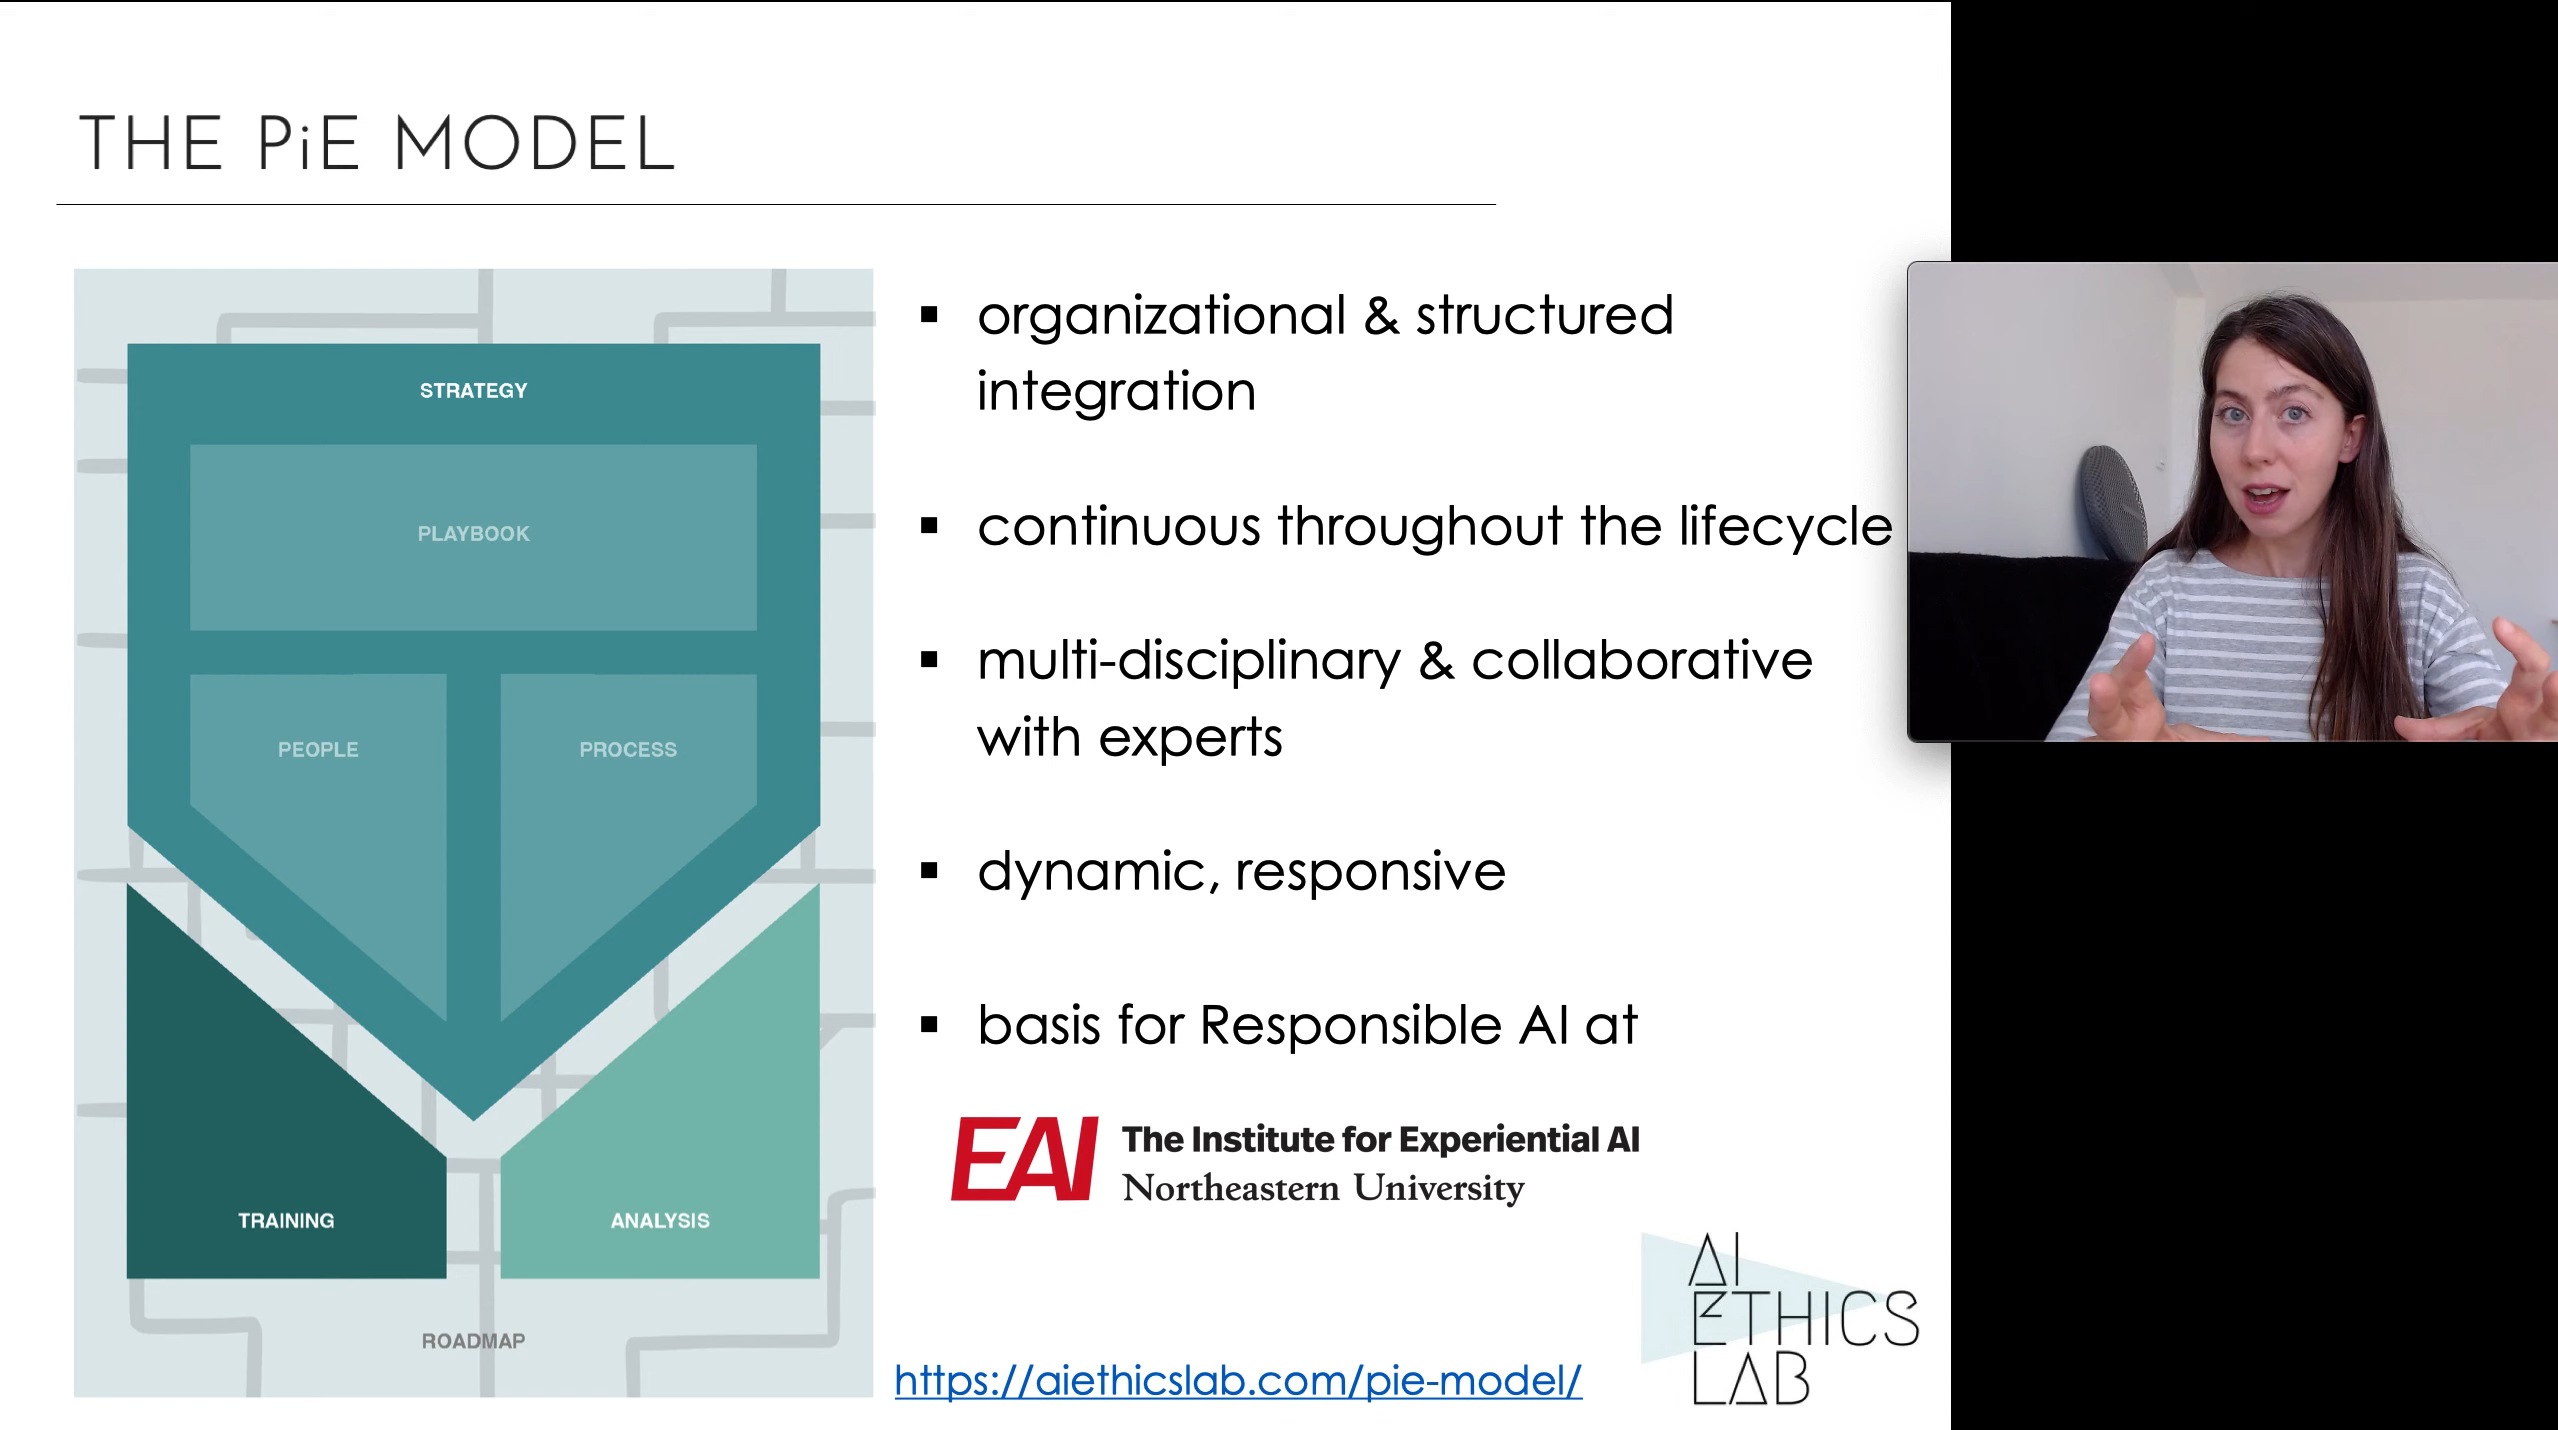 THE PiE MODEL
STRATEGY
PLAYBOOK
PEOPLE
PROCESS
TRAINING
ANALYSIS
ROADMAP
▪ organizational & structured
integration
▪ continuous throughout the lifecycle
▪ multi-disciplinary & collaborative
with experts
▪ dynamic, responsive
▪ basis for Responsible AI at
EAI
The Institute for Experiential AI
Northeastern University
https://aiethicslab.com/pie-model/
AI
ETHICS
LAB